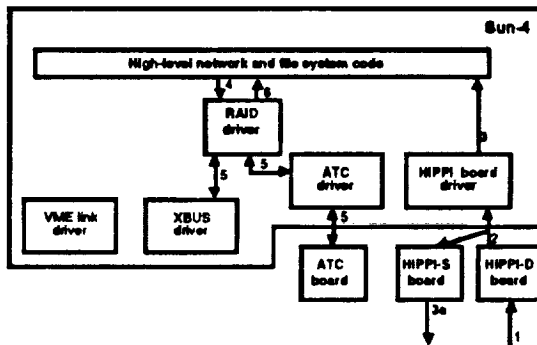 Sun-4
High-level network and file system code
4
6
RAID
driver
3
5
5
ATC
driver
HIPPI board
driver
VME link
driver
XBUS
driver
5
2
ATC
board
HIPPI-S
board
HIPPI-D
board
3a
1